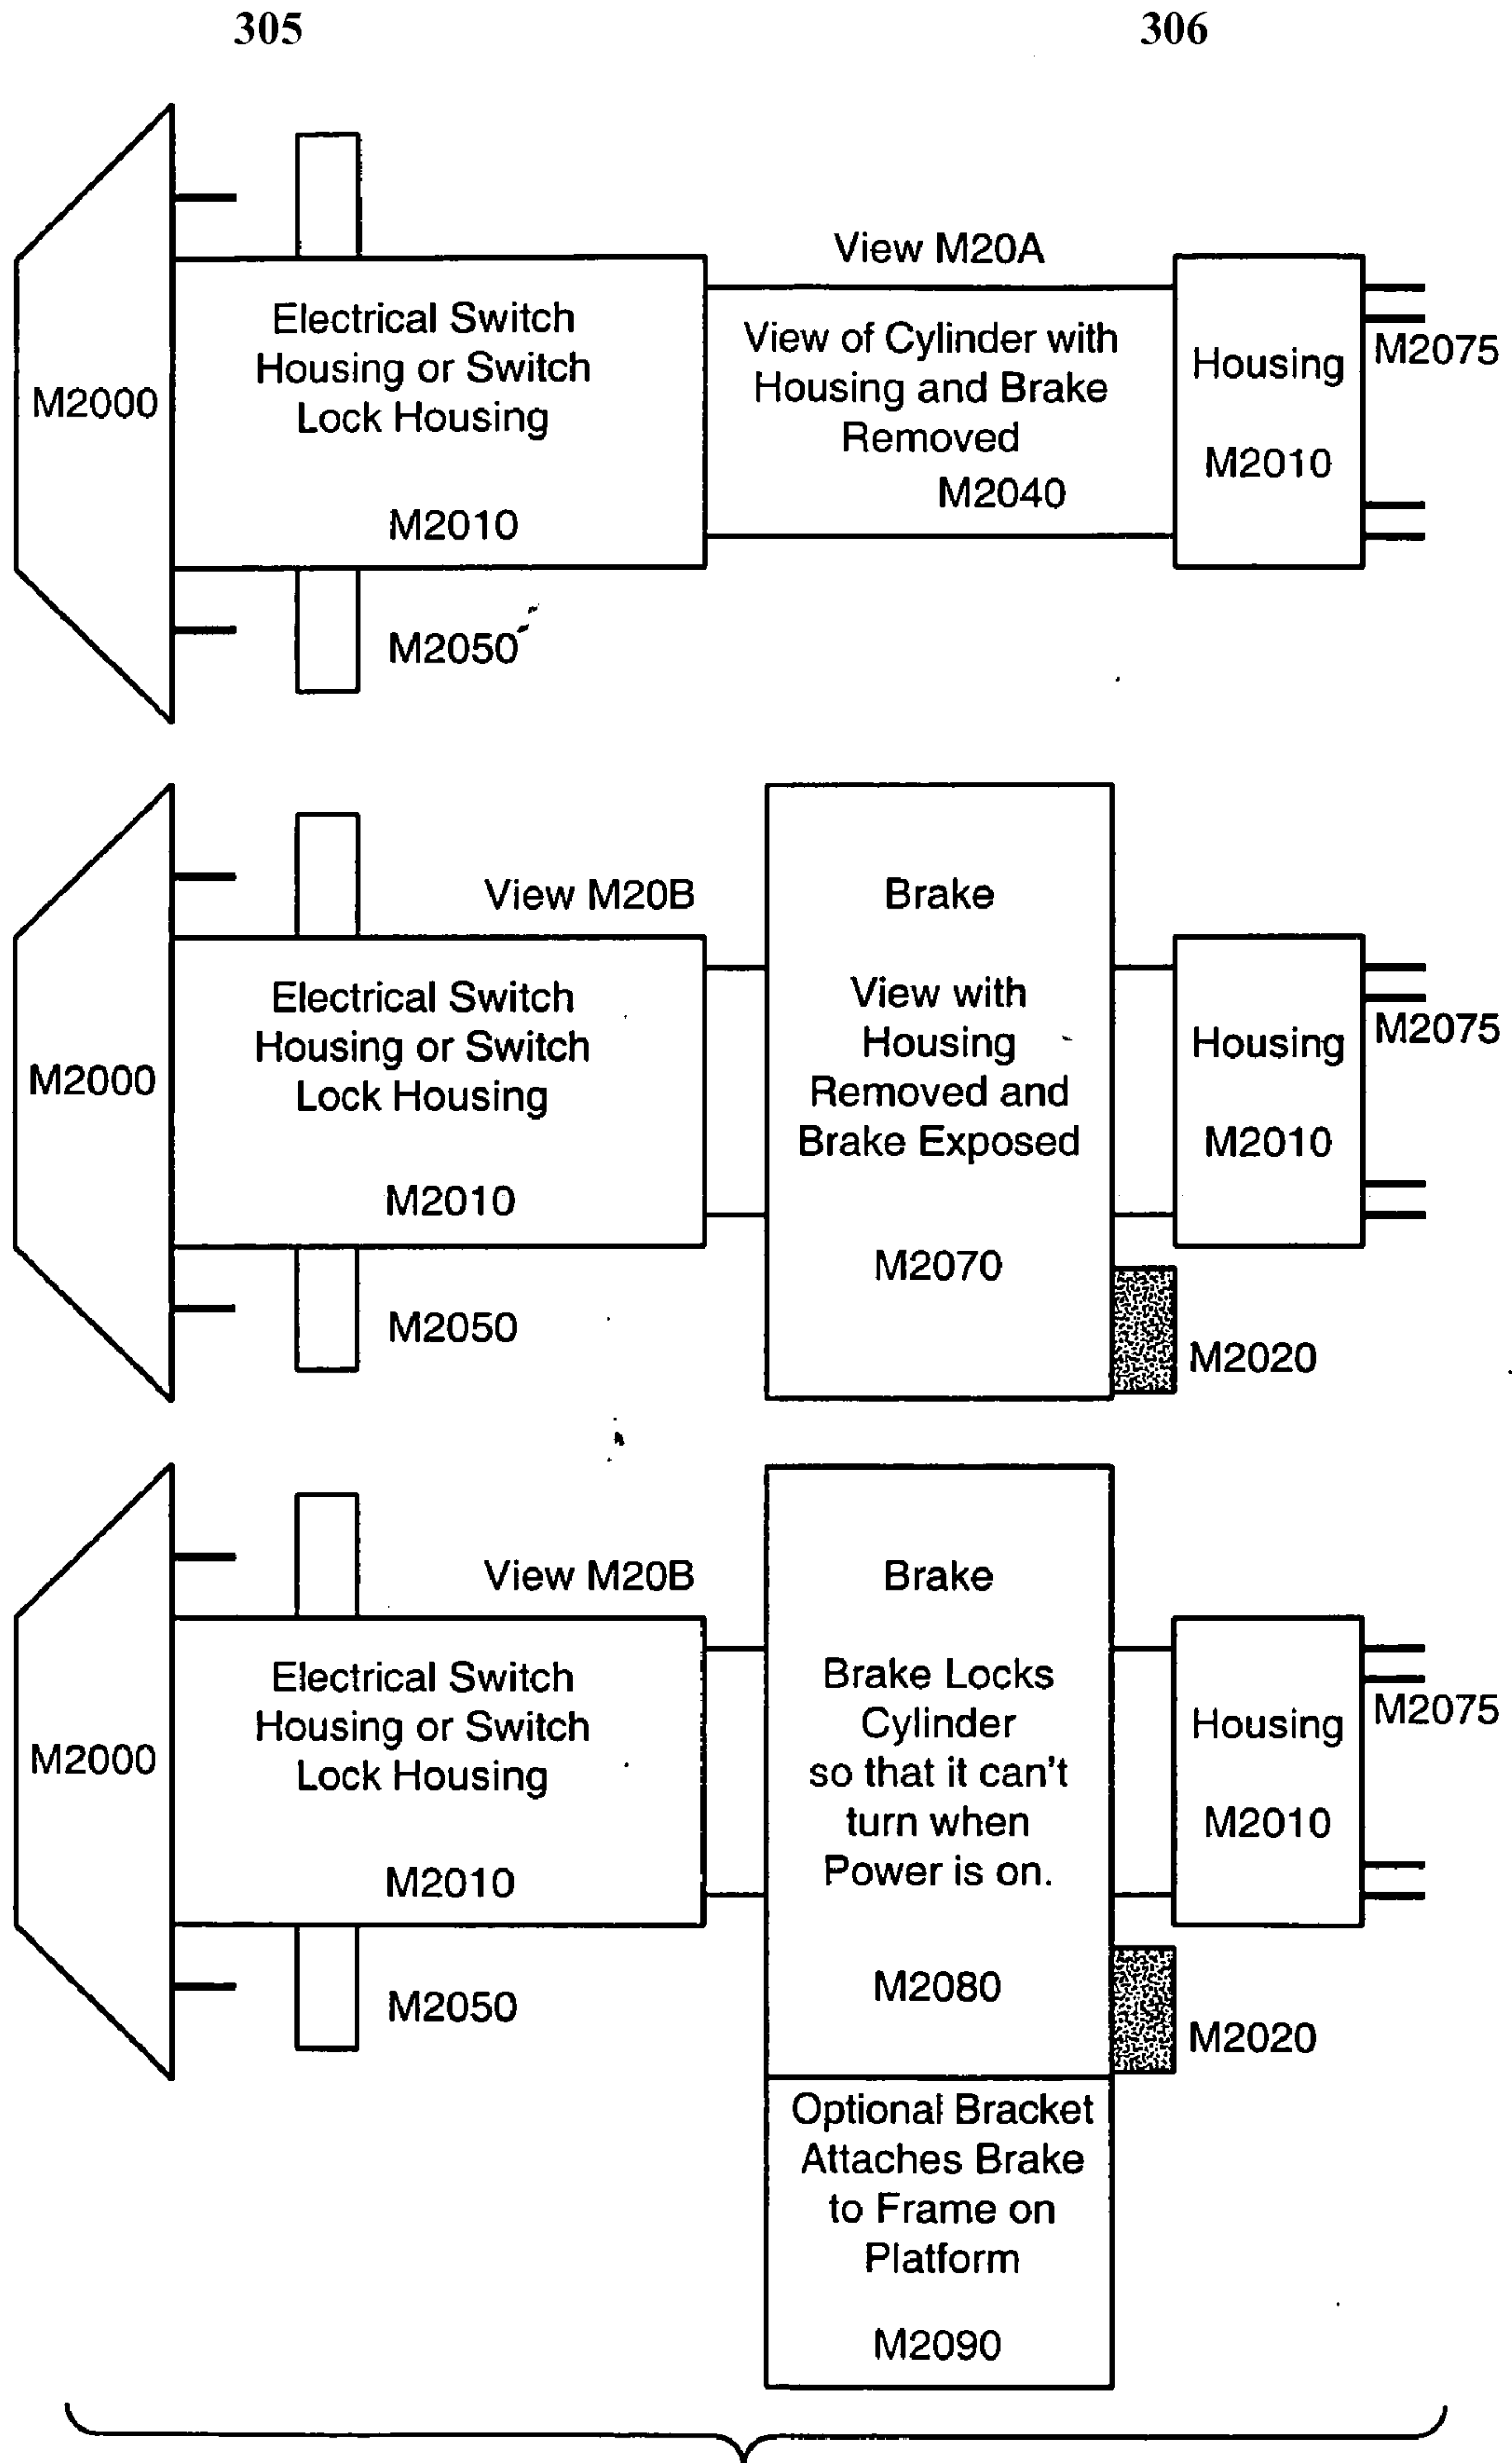 305
306
View M20A
M2000
Electrical Switch
Housing or Switch
Lock Housing
M2010
M2050
View of Cylinder with
Housing and Brake
Removed
M2040
Housing
M2010
M2075
View M20B
M2000
Electrical Switch
Housing or Switch
Lock Housing
M2010
M2050
Brake
View with
Housing
Removed and
Brake Exposed
M2070
Housing
M2010
M2075
M2020
View M20B
M2000
Electrical Switch
Housing or Switch
Lock Housing
M2010
M2050
Brake
Brake Locks
Cylinder
so that it can't
turn when
Power is on.
M2080
Housing
M2010
M2075
M2020
Optional Bracket
Attaches Brake
to Frame on
Platform
M2090